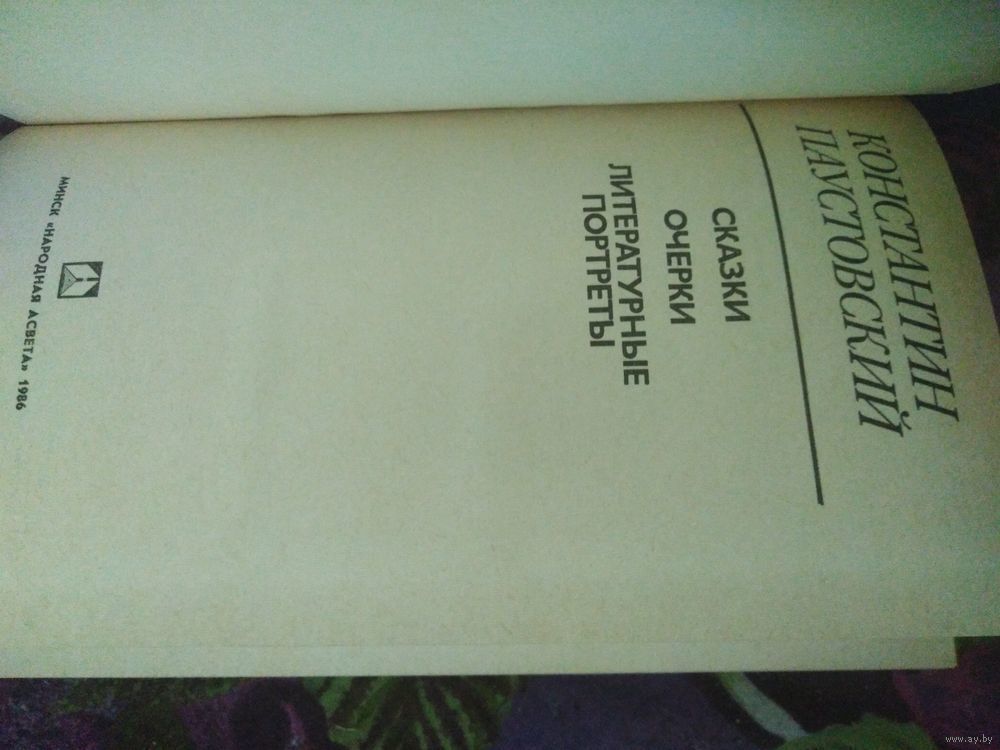 КОНСТАНТИН
ПАУСТОВСКИЙ
СКАЗКИ
ОЧЕРКИ
ЛИТЕРАТУРНЫЕ
ПОРТРЕТЫ
МИНСК «НАРОДНАЯ АСВЕТА» 1986
www.ay.by